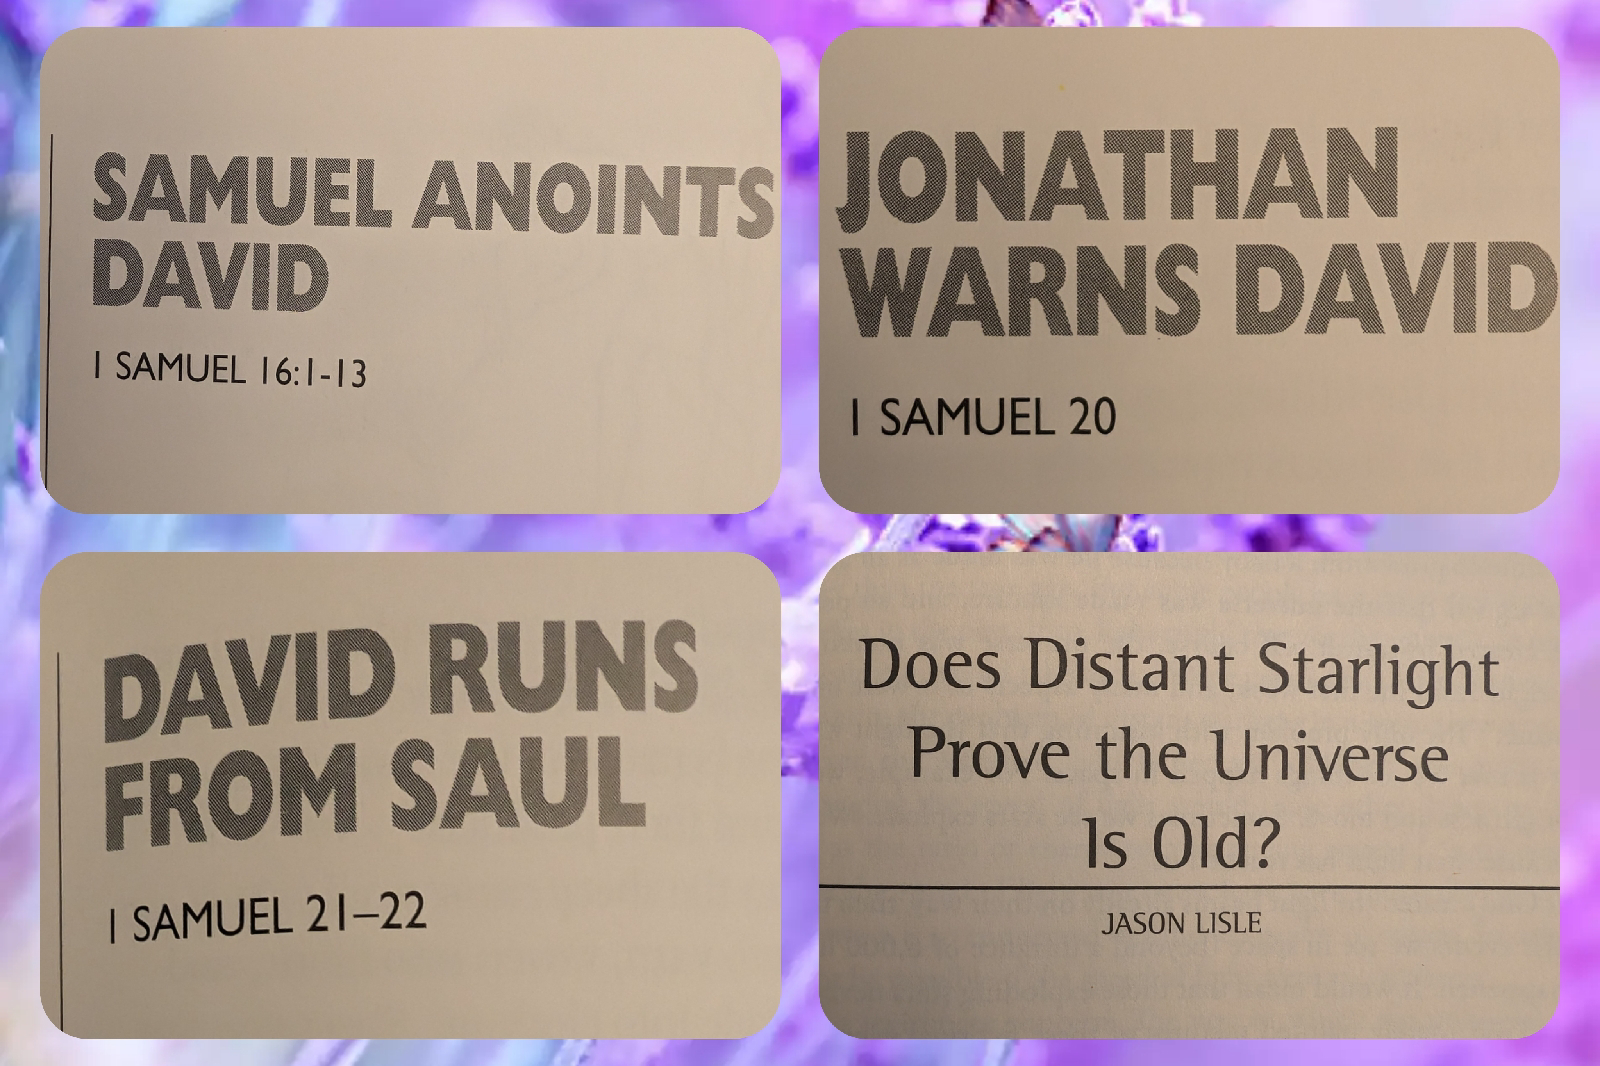 SAMUEL ANOINTS
DAVID
I SAMUEL 16:1-13
JONATHAN
WARNS DAVID
I SAMUEL 20
DAVID RUNS
FROM SAUL
I SAMUEL 21–22
Does Distant Starlight
Prove the Universe
Is Old?
JASON LISLE